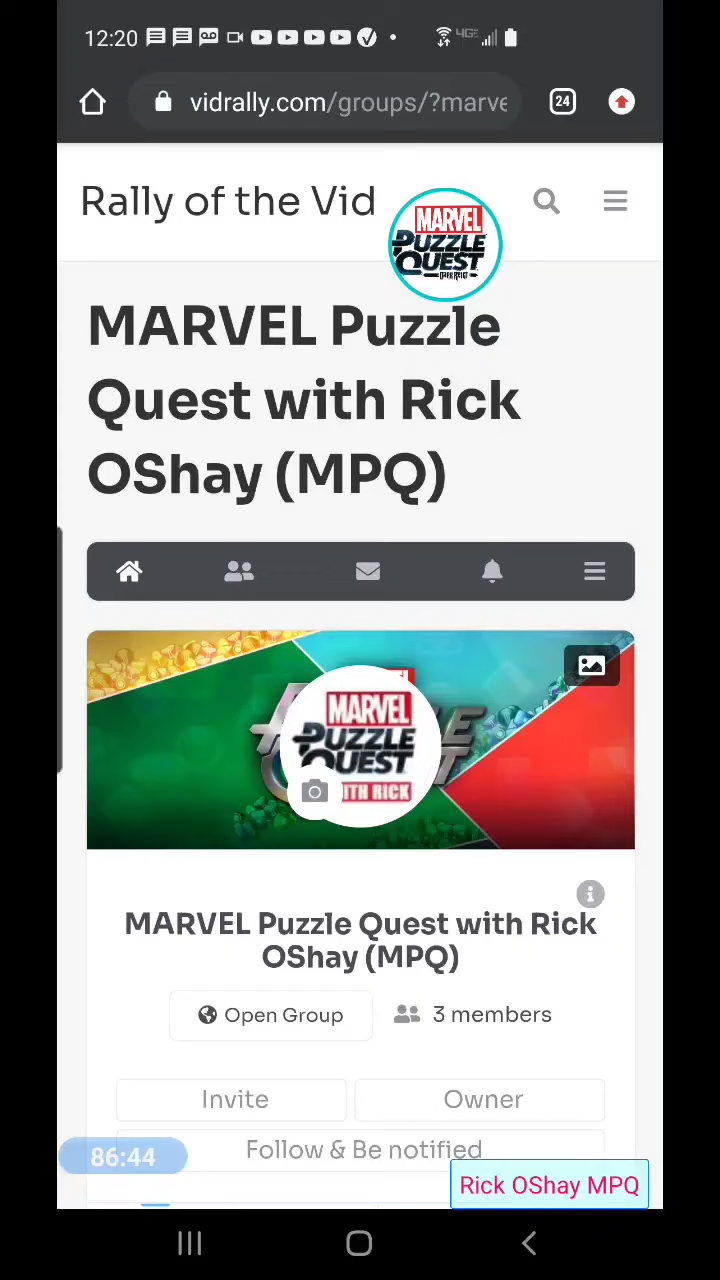 12:20
4GE
vidrally.com/groups/?marve
24
Rally of the Vid
MARVEL
PUZZLE
QUEST
MARVEL Puzzle
Quest with Rick
OShay (MPQ)
MARVEL
PUZZLE
QUEST
WITH RICK
MARVEL Puzzle Quest with Rick
OShay (MPQ)
Open Group
3 members
Invite
Owner
Follow & Be notified
86:44
Rick OShay MPQ